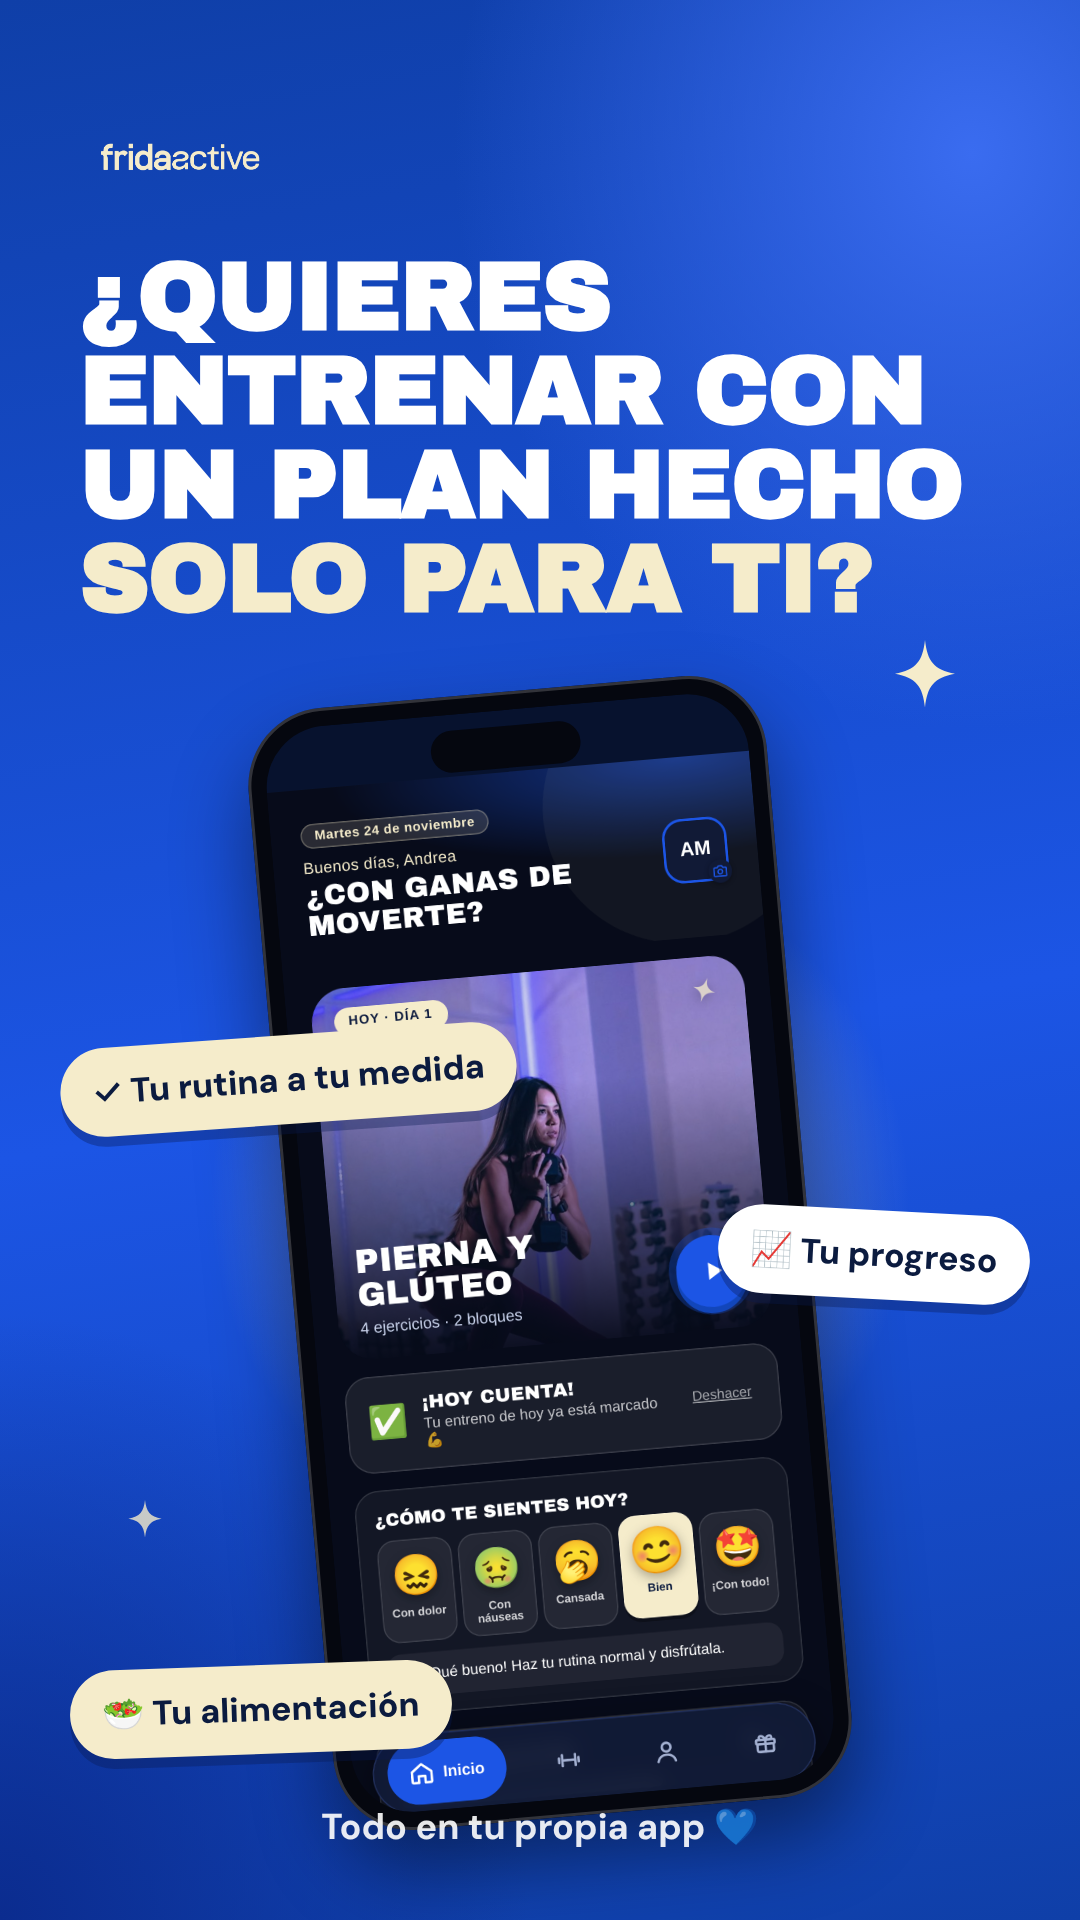 fridaactive
¿QUIERES
ENTRENAR CON
UN PLAN HECHO
SOLO PARA TI?
Martes 24 de noviembre
Buenos días, Andrea
¿CON GANAS DE
MOVERTE?
AM
HOY · DÍA 1
✓ Tu rutina a tu medida
PIERNA Y
GLÚTEO
4 ejercicios · 2 bloques
📈 Tu progreso
✅ ¡HOY CUENTA!
Tu entreno de hoy ya está marcado
💪
Deshacer
¿CÓMO TE SIENTES HOY?
😖 🤢 🥱 😊 🤩
Con dolor
Con
náuseas
Cansada
Bien
¡Con todo!
Qué bueno! Haz tu rutina normal y disfrútala.
🥗 Tu alimentación
Inicio
Todo en tu propia app 💙